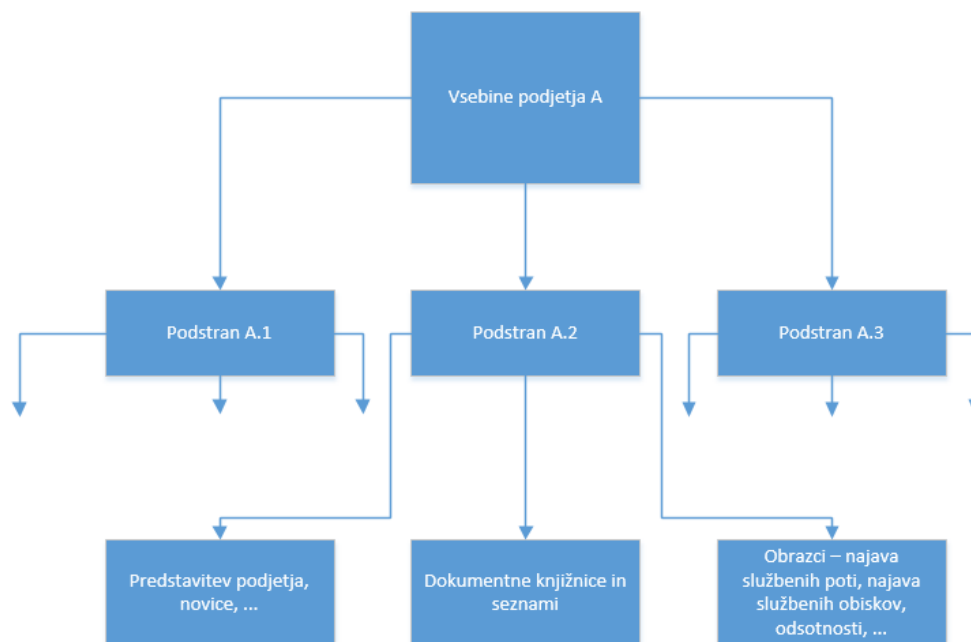 Vsebine podjetja A
Podstran A.1
Podstran A.2
Podstran A.3
Predstavitev podjetja,
novice, ...
Dokumentne knjižnice in
seznami
Obrazci – najava
službenih poti, najava
službenih obiskov,
odsotnosti, ...